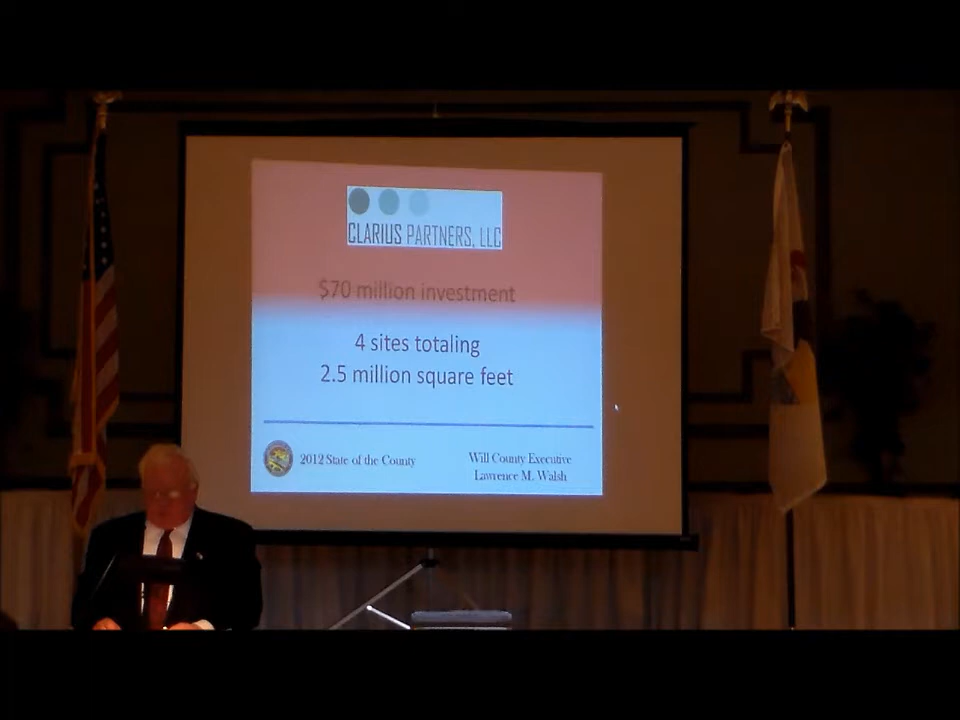 CLARIUS PARTNERS, LLC
$70 million investment
4 sites totaling
2.5 million square feet
2012 State of the County
Will County Executive
Lawrence M. Walsh